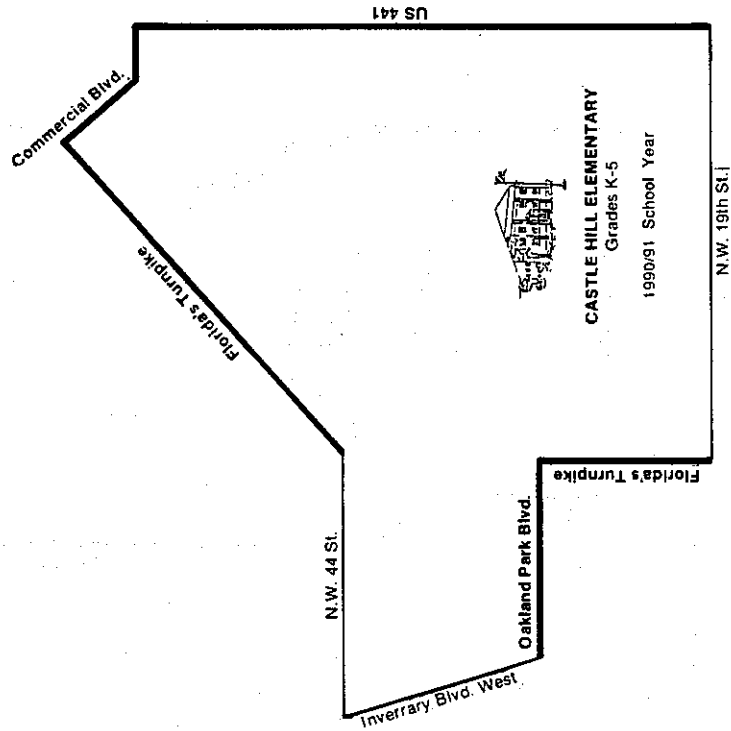 US 441
Commercial Blvd.
Florida's Turnpike
N.W. 44 St.
Inverrary Blvd. West
Oakland Park Blvd.
Florida's Turnpike
N.W. 19th St.
CASTLE HILL ELEMENTARY
Grades K-5
1990/91 School Year